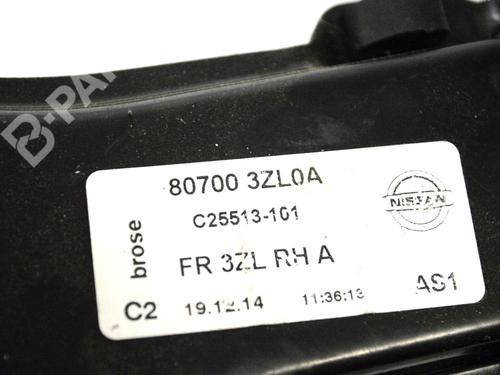 B-PA
80700 3ZL0A
C25513-101
NISSAN
brose
FR 3ZL RH A
C2 19.12.14 11:36:13 AS1